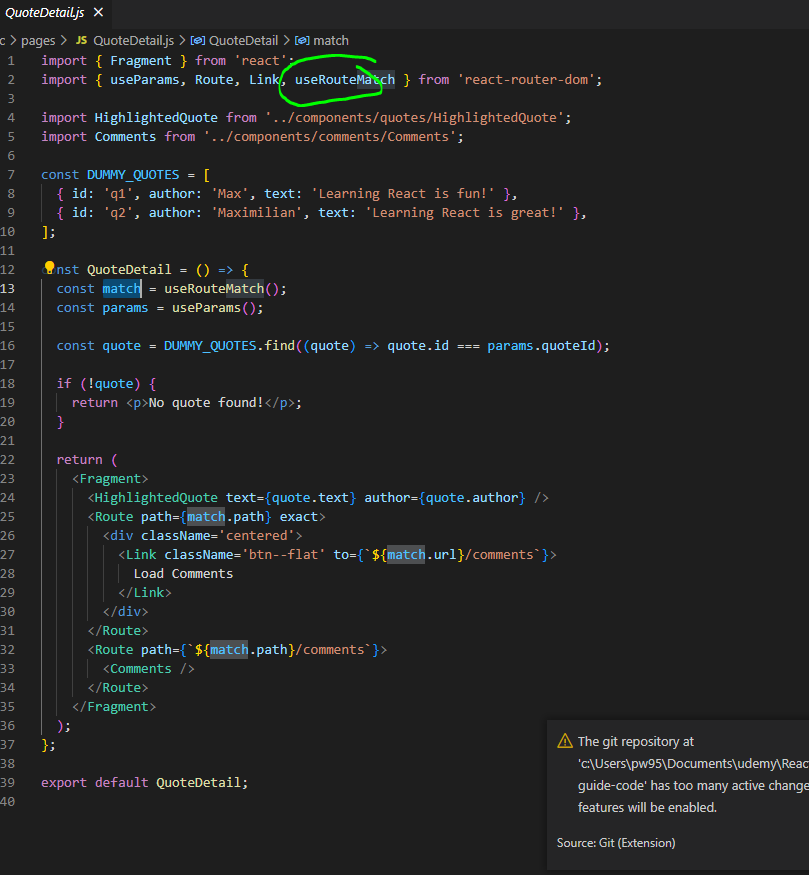 QuoteDetail.js ×
c > pages > JS QuoteDetail.js > QuoteDetail > match
1 import { Fragment } from 'react';
2 import { useParams, Route, Link, useRouteMatch } from 'react-router-dom';
3
4 import HighlightedQuote from '../components/quotes/HighlightedQuote';
5 import Comments from '../components/comments/Comments';
6
7 const DUMMY_QUOTES = [
8   { id: 'q1', author: 'Max', text: 'Learning React is fun!' },
9   { id: 'q2', author: 'Maximilian', text: 'Learning React is great!' },
10 ];
11
12 nst QuoteDetail = () => {
13   const match = useRouteMatch();
14   const params = useParams();
15
16   const quote = DUMMY_QUOTES.find((quote) => quote.id === params.quoteId);
17
18   if (!quote) {
19     return <p>No quote found!</p>;
20   }
21
22   return (
23     <Fragment>
24       <HighlightedQuote text={quote.text} author={quote.author} />
25       <Route path={match.path} exact>
26         <div className='centered'>
27           <Link className='btn--flat' to={`${match.url}/comments`}>
28             Load Comments
29           </Link>
30         </div>
31       </Route>
32       <Route path={`${match.path}/comments`}>
33         <Comments />
34       </Route>
35     </Fragment>
36   );
37 };
38
39 export default QuoteDetail;
40
The git repository at
'c:\Users\pw95\Documents\udemy\Reac
guide-code' has too many active change
features will be enabled.
Source: Git (Extension)